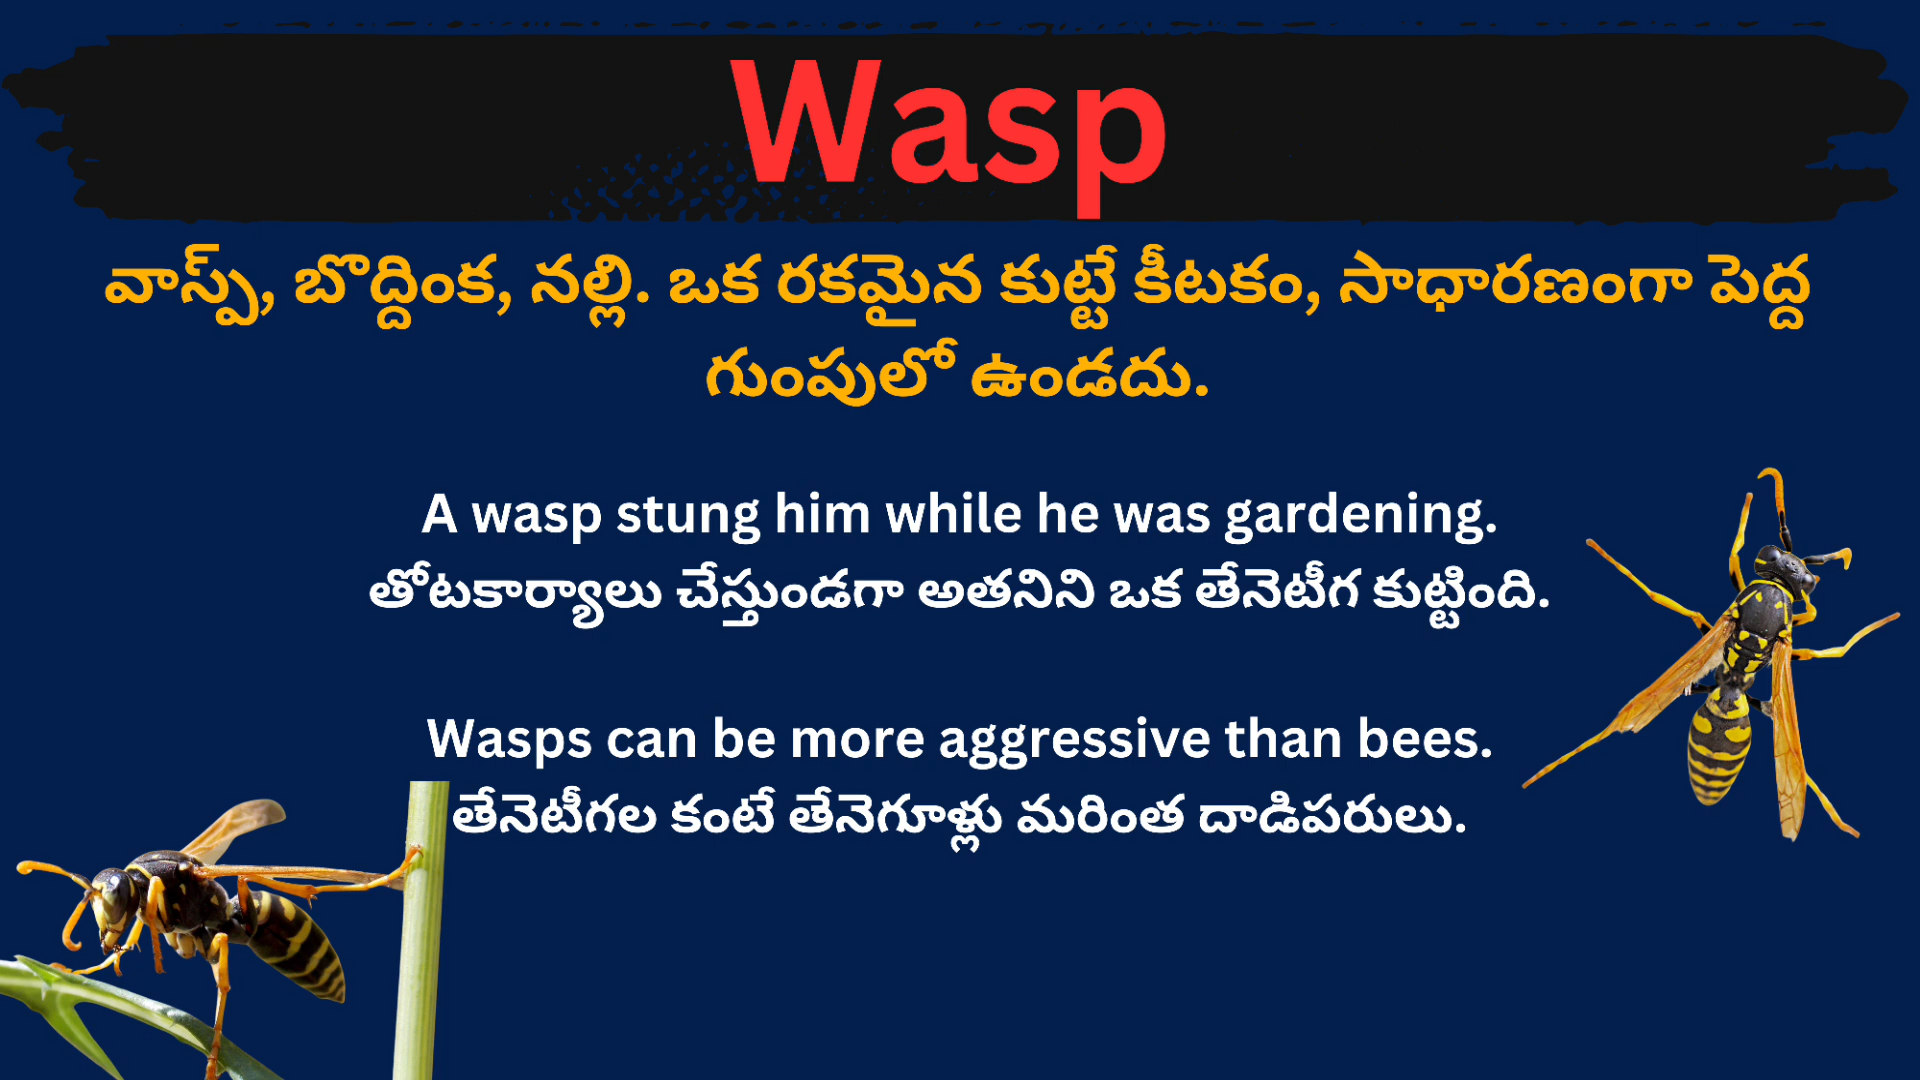 Wasp
వాస్ప్, బొద్దింక, నల్లి. ఒక రకమైన కుట్టే కీటకం, సాధారణంగా పెద్ద
గుంపులో ఉండదు.
A wasp stung him while he was gardening.
తోటకార్యాలు చేస్తుండగా అతనిని ఒక తేనెటీగ కుట్టింది.
Wasps can be more aggressive than bees.
తేనెటీగల కంటే తేనెగూళ్లు మరింత దాడిపరులు.